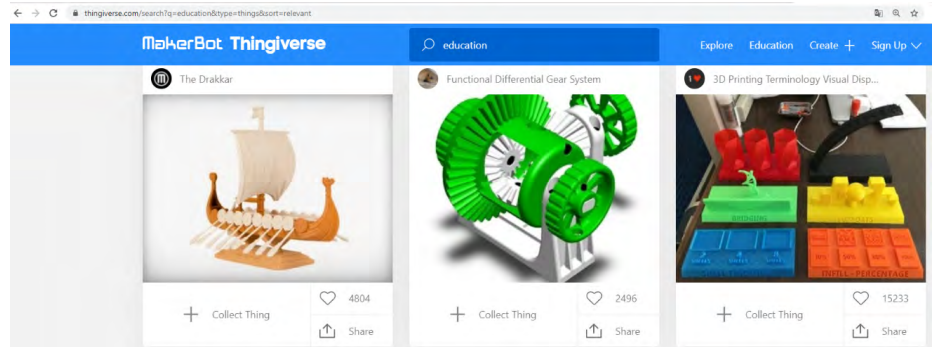 thingiverse.com/search?q=education&type=things&sort=relevant
MakerBot Thingiverse
education
Explore Education Create + Sign Up
The Drakkar
Functional Differential Gear System
3D Printing Terminology Visual Disp...
BRIDGING
INFILL - PERCENTAGE
4804
+ Collect Thing
Share
2496
+ Collect Thing
Share
15233
+ Collect Thing
Share